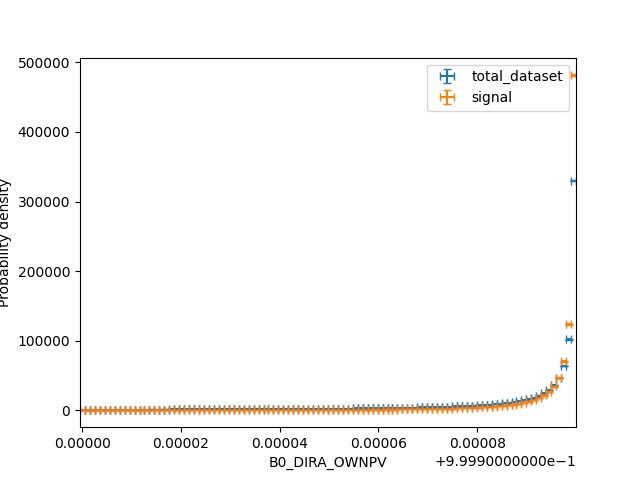 500000
400000
300000
200000
100000
0
Probability density
total_dataset
signal
0.00000
0.00002
0.00004
0.00006
0.00008
B0_DIRA_OWNPV
+9.9990000000e−1